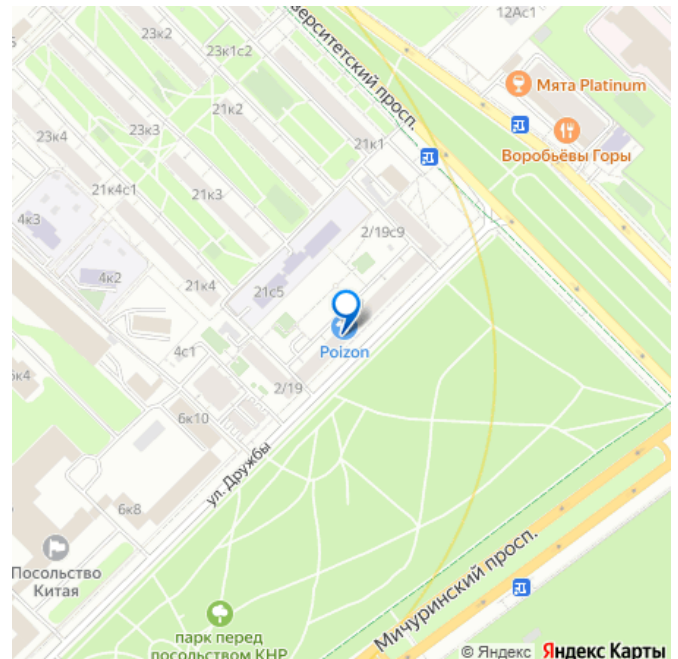 12Ас1
23к2
верситетский просп.
23к1с2
Мята Platinum
21к2
23к3
23к4
21к1
Воробьёвы Горы
21к4с1
21к3
4к3
2/19с9
4к2
21к4
21с5
Poizon
4с1
к4
2/19
6к10
ул. Дружбы
6к8
Посольство
Китая
Мичуринский просп.
парк перед
посольством КНР
© Яндекс Яндекс Карты